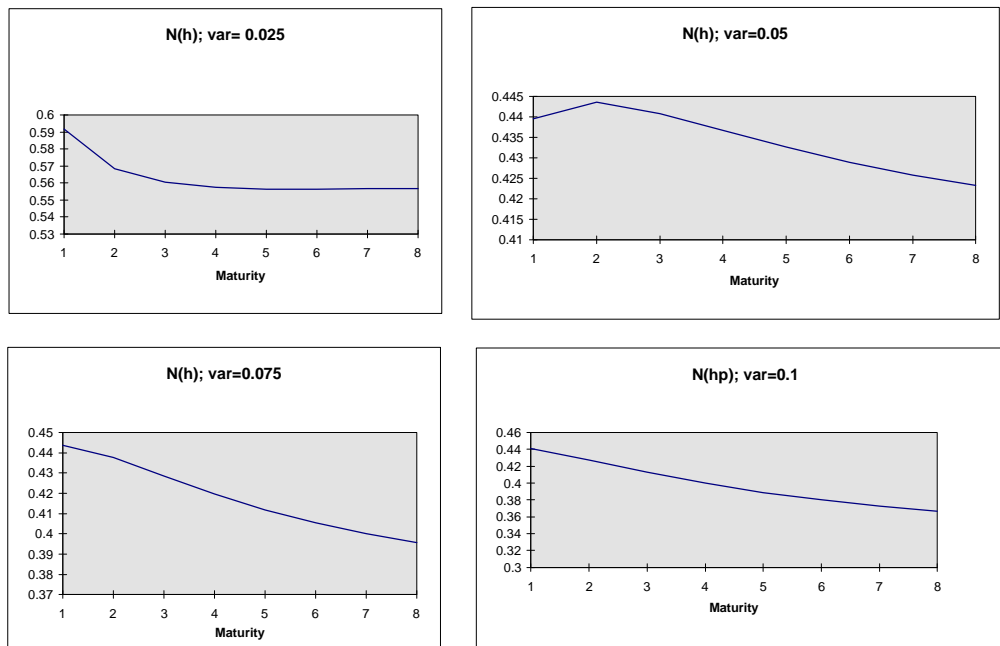 N(h); var= 0.025
0.6
0.59
0.58
0.57
0.56
0.55
0.54
0.53
1 2 3 4 5 6 7 8
Maturity
N(h); var=0.05
0.445
0.44
0.435
0.43
0.425
0.42
0.415
0.41
1 2 3 4 5 6 7 8
Maturity
N(h); var=0.075
0.45
0.44
0.43
0.42
0.41
0.4
0.39
0.38
0.37
1 2 3 4 5 6 7 8
Maturity
N(hp); var=0.1
0.46
0.44
0.42
0.4
0.38
0.36
0.34
0.32
0.3
1 2 3 4 5 6 7 8
Maturity